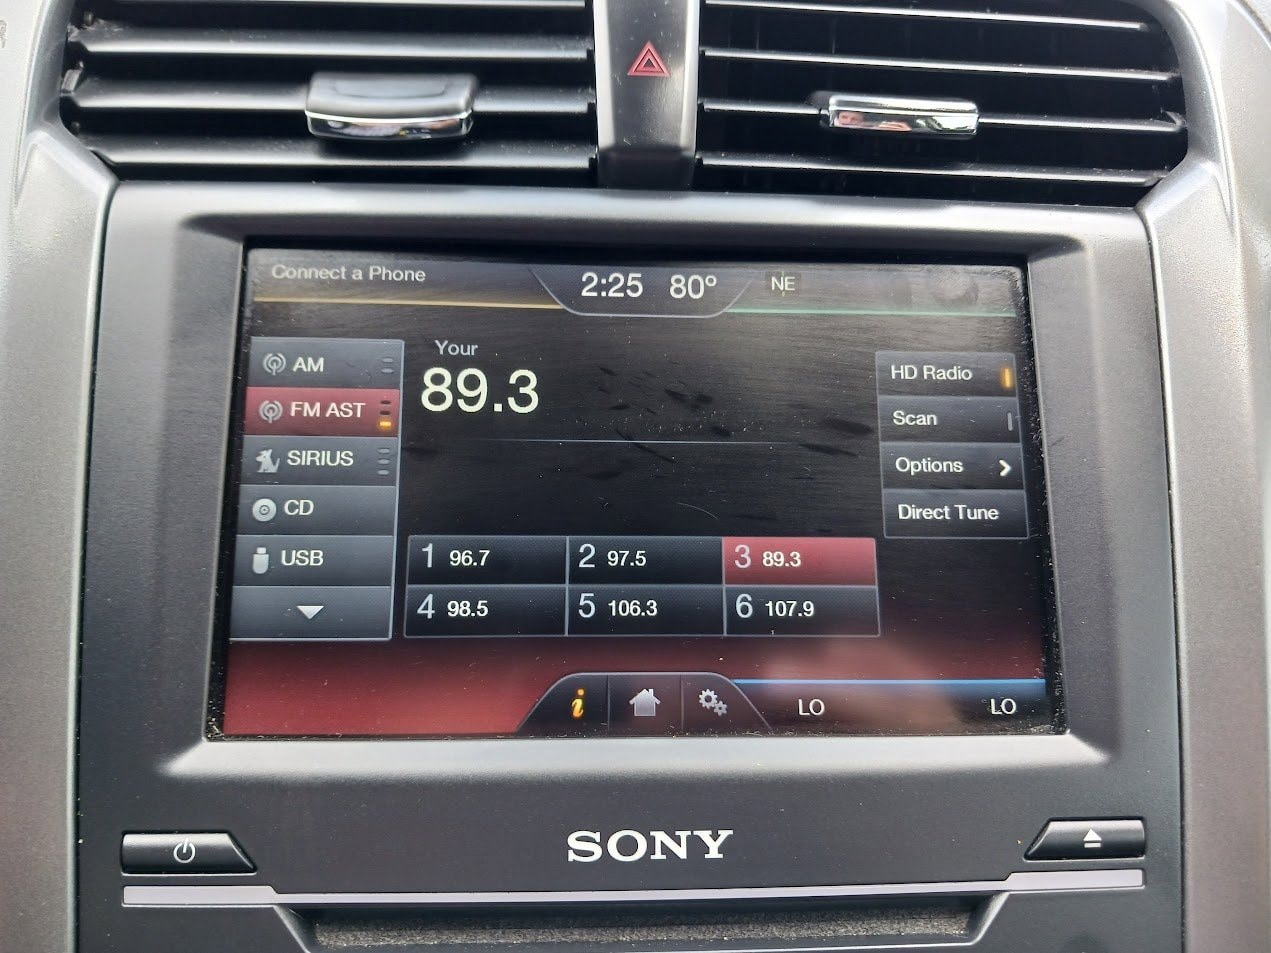 Connect a Phone
2:25 80° NE
AM
FM AST
SIRIUS
CD
USB
Your
89.3
HD Radio
Scan
Options
Direct Tune
1 96.7 2 97.5 3 89.3
4 98.5 5 106.3 6 107.9
i
LO LO
SONY